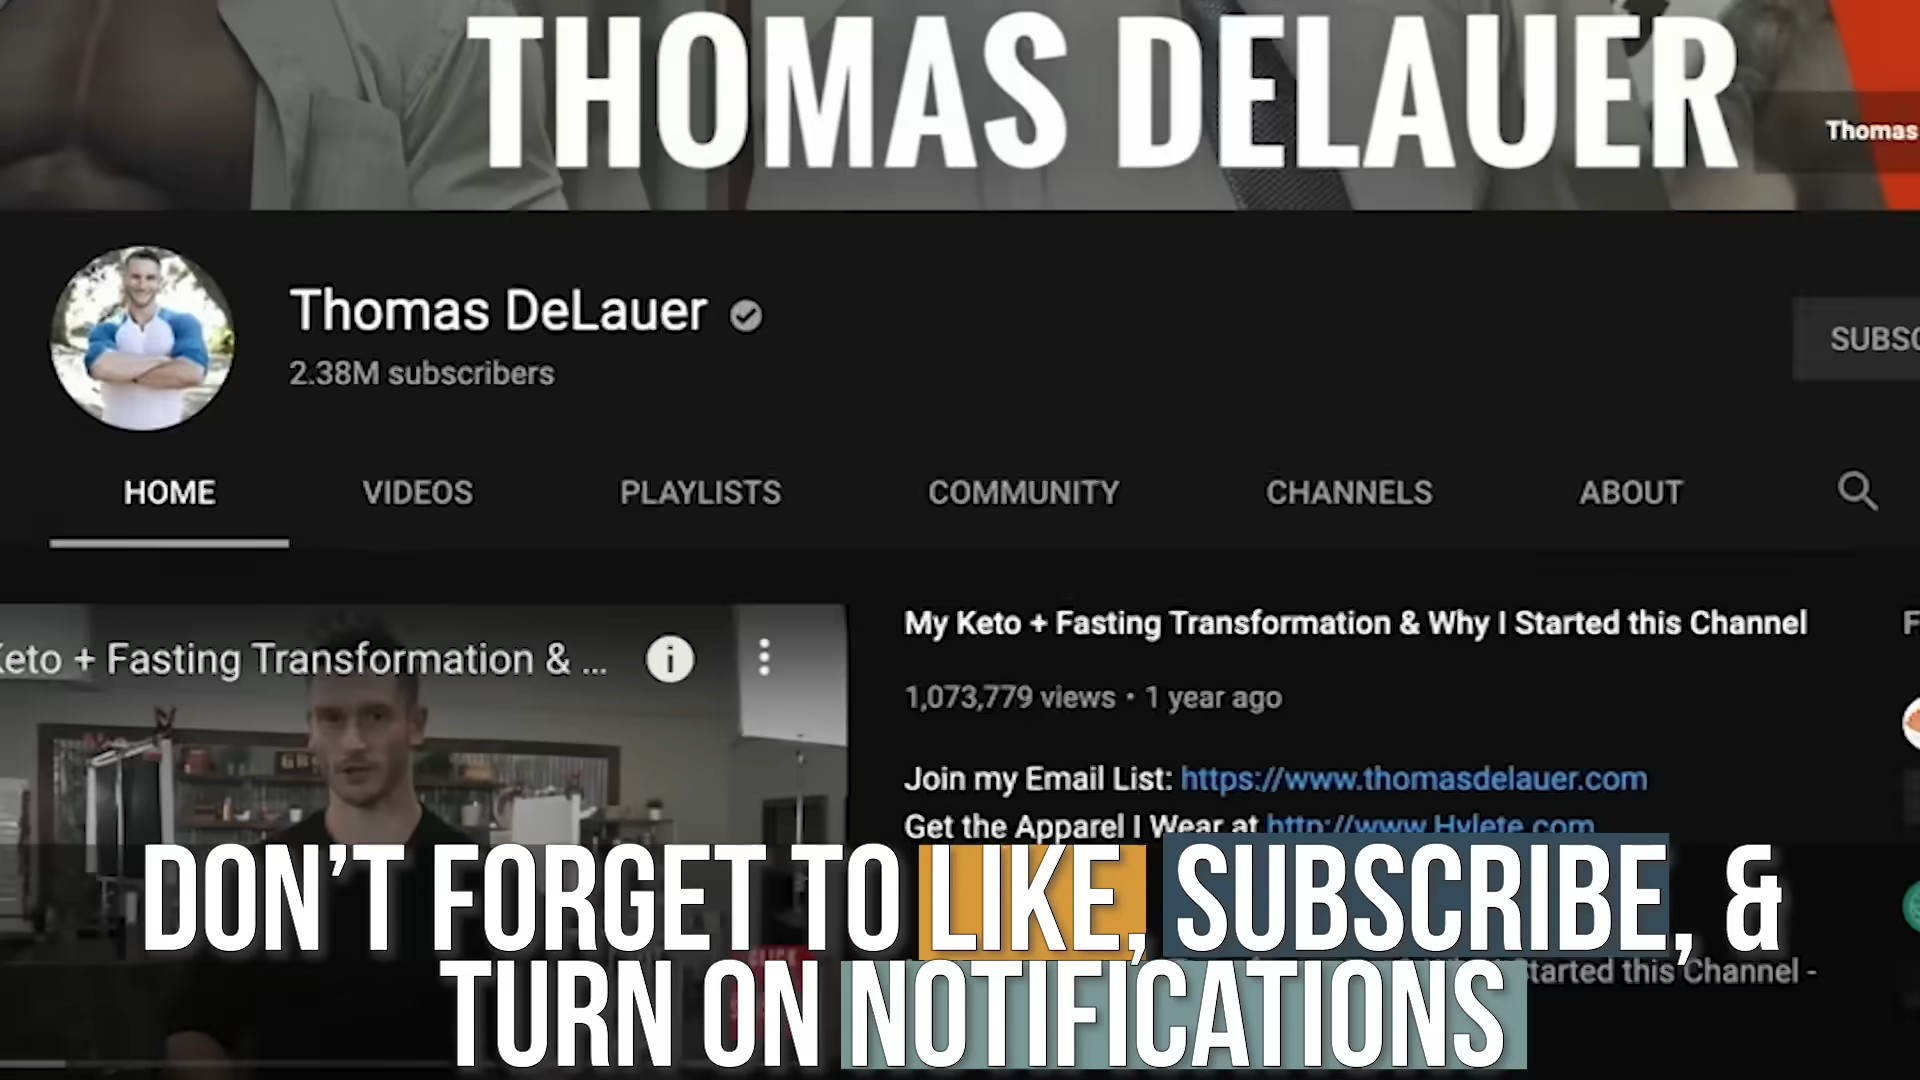 THOMAS DELAUER
Thomas
Thomas DeLauer
2.38M subscribers
SUBSC
HOME VIDEOS PLAYLISTS COMMUNITY CHANNELS ABOUT
Keto + Fasting Transformation & ...
My Keto + Fasting Transformation & Why I Started this Channel
1,073,779 views • 1 year ago
Join my Email List: https://www.thomasdelauer.com
Get the Apparel I Wear at http://www.Hylete.com
DON'T FORGET TO LIKE, SUBSCRIBE, &
TURN ON NOTIFICATIONS
Started this Channel -